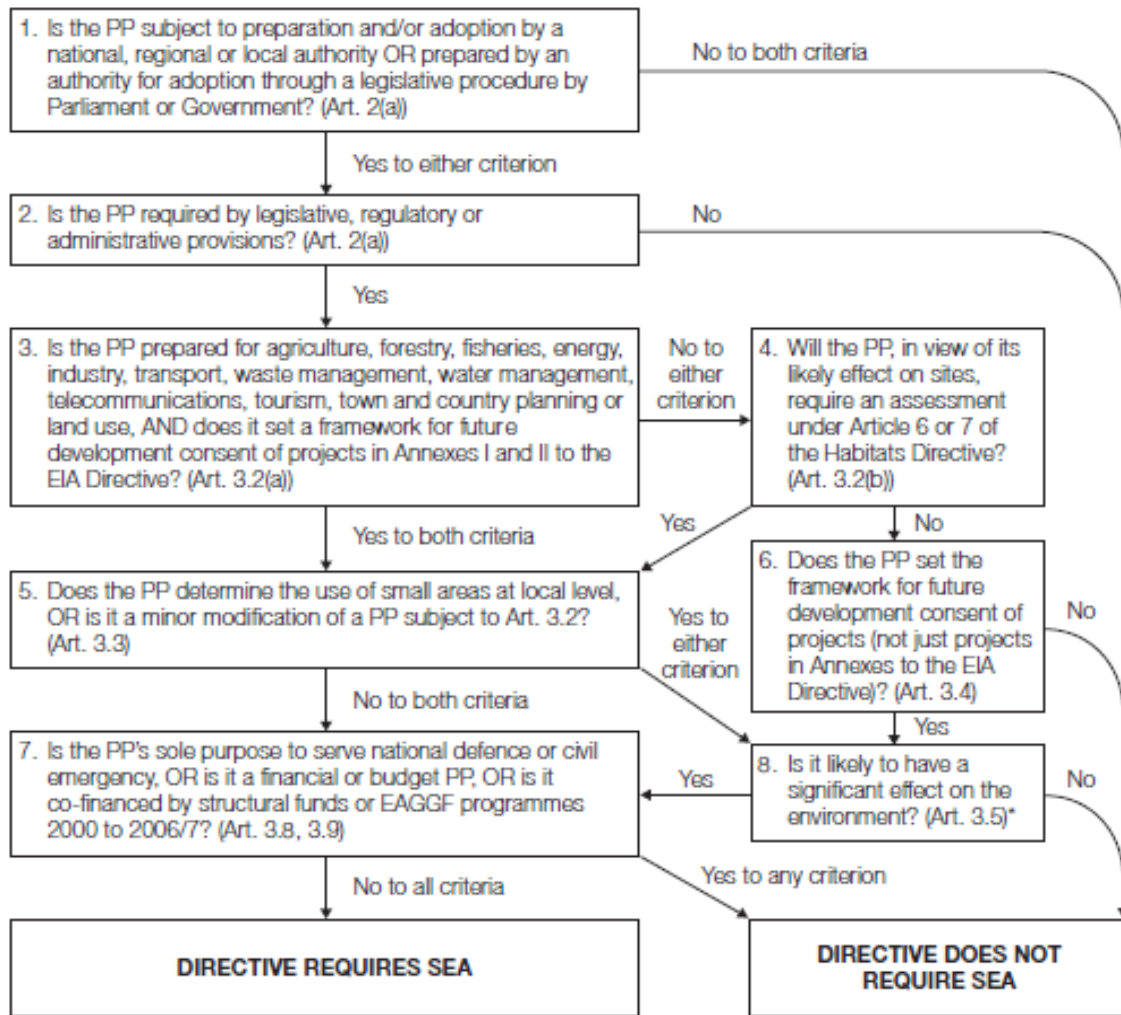 1. Is the PP subject to preparation and/or adoption by a
national, regional or local authority OR prepared by an
authority for adoption through a legislative procedure by
Parliament or Government? (Art. 2(a))
No to both criteria
Yes to either criterion
2. Is the PP required by legislative, regulatory or
administrative provisions? (Art. 2(a))
No
Yes
3. Is the PP prepared for agriculture, forestry, fisheries, energy,
industry, transport, waste management, water management,
telecommunications, tourism, town and country planning or
land use, AND does it set a framework for future
development consent of projects in Annexes I and II to the
EIA Directive? (Art. 3.2(a))
No to
either
criterion
4. Will the PP, in view of its
likely effect on sites,
require an assessment
under Article 6 or 7 of
the Habitats Directive?
(Art. 3.2(b))
Yes to both criteria
Yes
No
5. Does the PP determine the use of small areas at local level,
OR is it a minor modification of a PP subject to Art. 3.2?
(Art. 3.3)
Yes to
either
criterion
6. Does the PP set the
framework for future
development consent of
projects (not just projects
in Annexes to the EIA
Directive)? (Art. 3.4)
No
No to both criteria
Yes
7. Is the PP's sole purpose to serve national defence or civil
emergency, OR is it a financial or budget PP, OR is it
co-financed by structural funds or EAGGF programmes
2000 to 2006/7? (Art. 3.8, 3.9)
Yes
8. Is it likely to have a
significant effect on the
environment? (Art. 3.5)*
No
No to all criteria
Yes to any criterion
DIRECTIVE REQUIRES SEA
DIRECTIVE DOES NOT
REQUIRE SEA